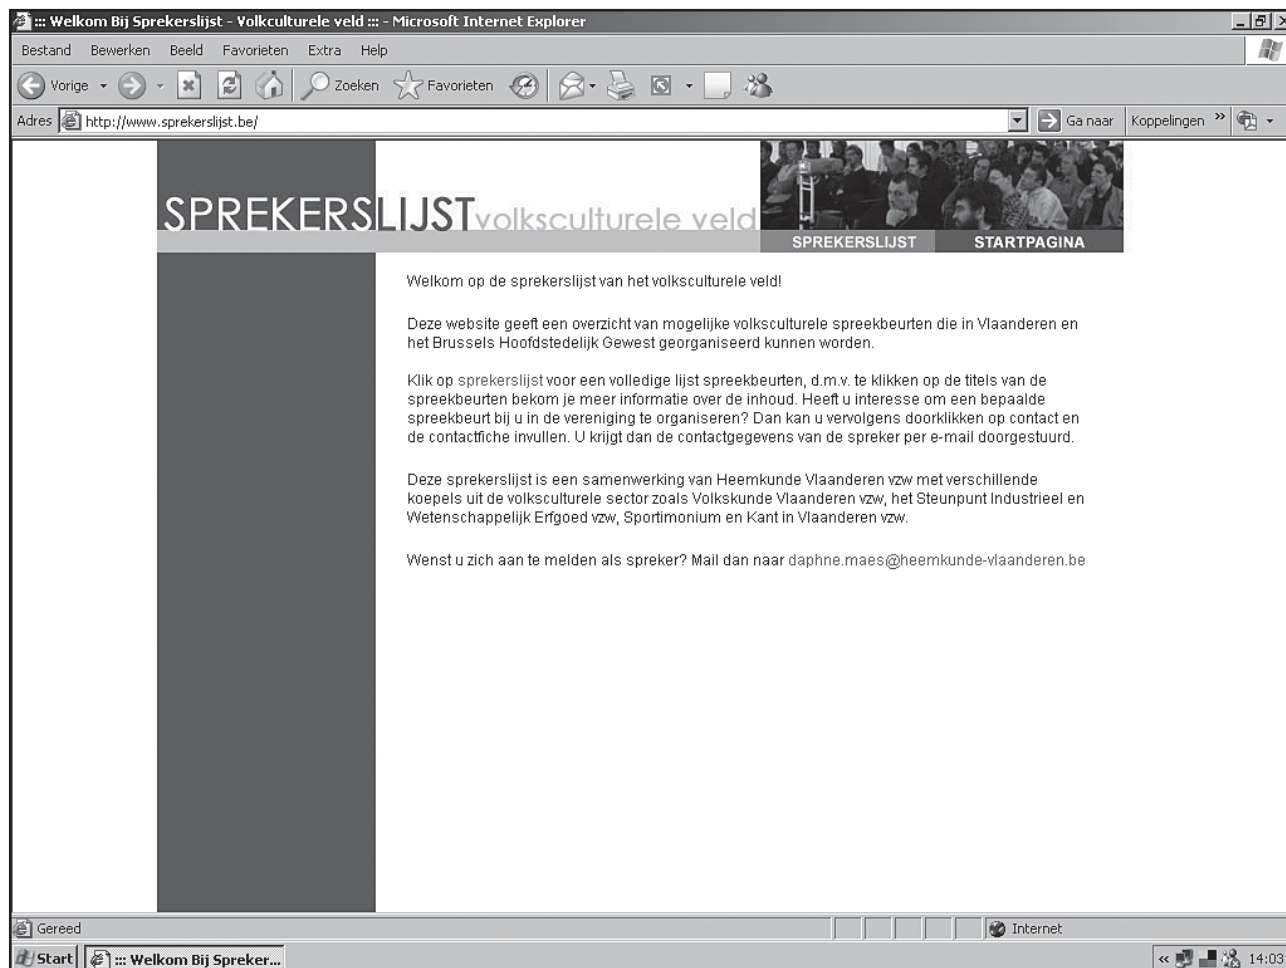 ::: Welkom Bij Sprekerslijst - Volkculturele veld ::: - Microsoft Internet Explorer
Bestand Bewerken Beeld Favorieten Extra Help
Vorige Zoeken Favorieten
Adres http://www.sprekerslijst.be/ Ga naar Koppelingen »
SPREKERSLIJST volksculturele veld
SPREKERSLIJST STARTPAGINA
Welkom op de sprekerslijst van het volksculturele veld!
Deze website geeft een overzicht van mogelijke volksculturele spreekbeurten die in Vlaanderen en
het Brussels Hoofdstedelijk Gewest georganiseerd kunnen worden.
Klik op sprekerslijst voor een volledige lijst spreekbeurten, d.m.v. te klikken op de titels van de
spreekbeurten bekom je meer informatie over de inhoud. Heeft u interesse om een bepaalde
spreekbeurt bij u in de vereniging te organiseren? Dan kan u vervolgens doorklikken op contact en
de contactfiche invullen. U krijgt dan de contactgegevens van de spreker per e-mail doorgestuurd.
Deze sprekerslijst is een samenwerking van Heemkunde Vlaanderen vzw met verschillende
koepels uit de volksculturele sector zoals Volkskunde Vlaanderen vzw, het Steunpunt Industrieel en
Wetenschappelijk Erfgoed vzw, Sportimonium en Kant in Vlaanderen vzw.
Wenst u zich aan te melden als spreker? Mail dan naar daphne.maes@heemkunde-vlaanderen.be
Gereed Internet
Start ::: Welkom Bij Spreker... « 14:03